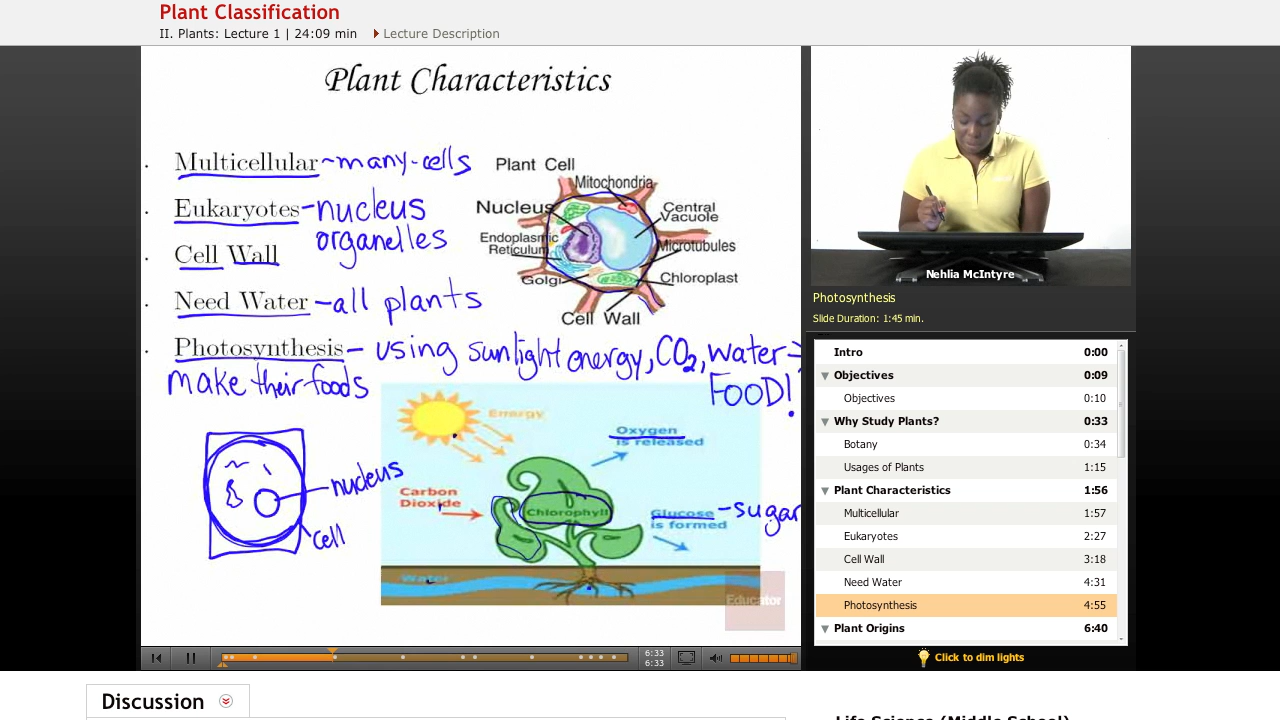 Plant Classification
II. Plants: Lecture 1 | 24:09 min
Lecture Description
Plant Characteristics
Multicellular ~many-cells
Eukaryotes -nucleus
organelles
Cell Wall
Need Water -all plants
Photosynthesis - using sunlight energy, CO2, water→
make their foods
FOOD!
Plant Cell
Mitochondria
Nucleus
Central
Vacuole
Endoplasmic
Reticulum
Microtubules
Golgi
Chloroplast
Cell Wall
nucleus
cell
Energy
Oxygen
is released
Carbon
Dioxide
Chlorophyll
Glucose -sugar
is formed
Water
Educator
Nehlia McIntyre
Photosynthesis
Slide Duration: 1:45 min.
Intro 0:00
Objectives 0:09
Objectives 0:10
Why Study Plants? 0:33
Botany 0:34
Usages of Plants 1:15
Plant Characteristics 1:56
Multicellular 1:57
Eukaryotes 2:27
Cell Wall 3:18
Need Water 4:31
Photosynthesis 4:55
Plant Origins 6:40
6:33
6:33
Click to dim lights
Discussion
Life Science (Middle School)